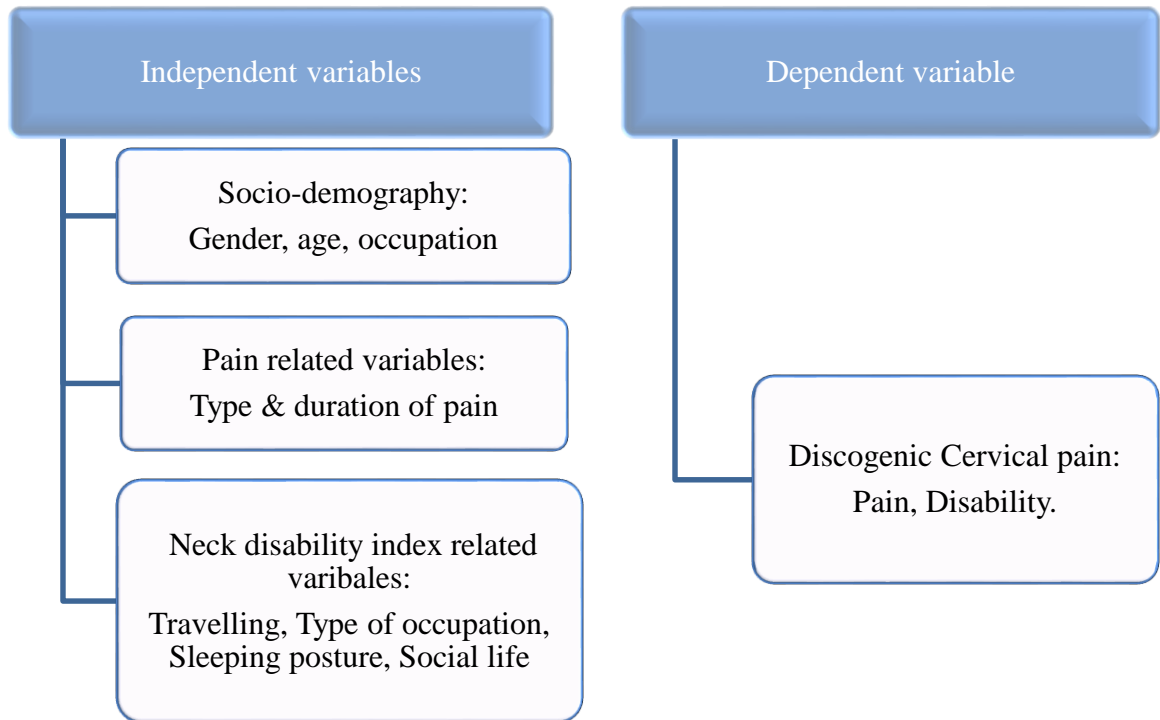 Independent variables
Socio-demography:
Gender, age, occupation
Pain related variables:
Type & duration of pain
Neck disability index related
varibales:
Travelling, Type of occupation,
Sleeping posture, Social life
Dependent variable
Discogenic Cervical pain:
Pain, Disability.